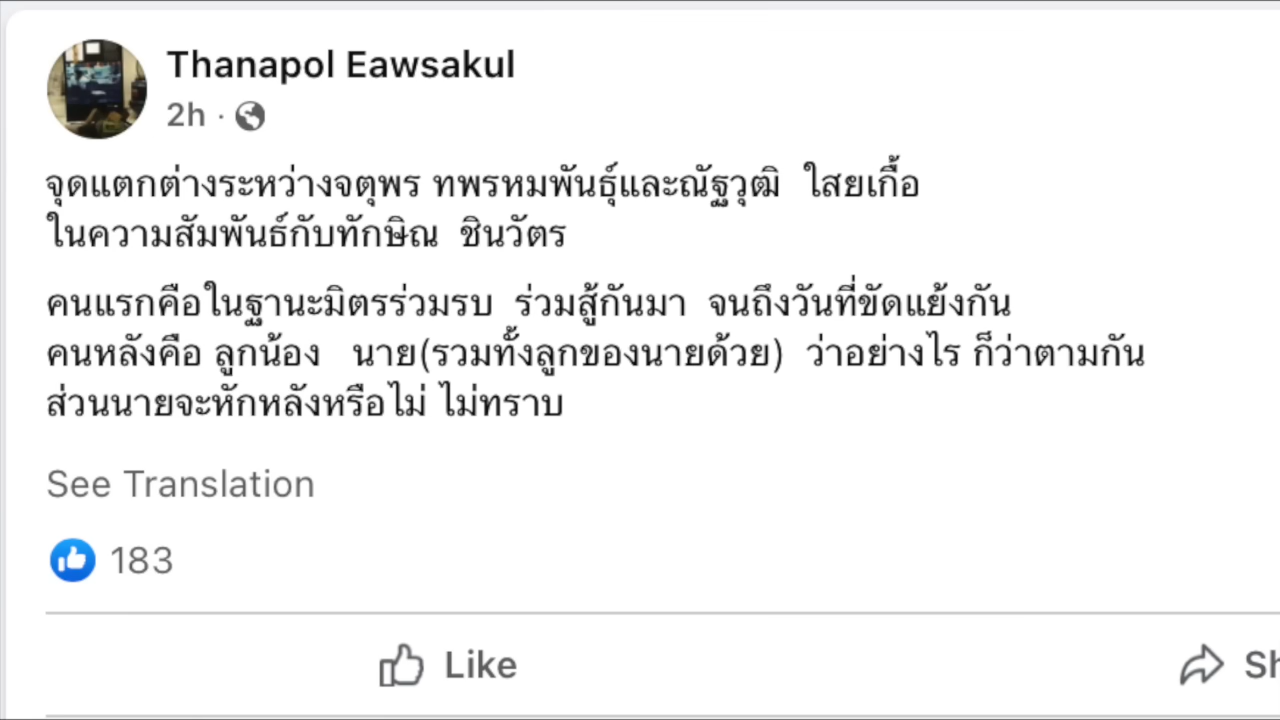 Thanapol Eawsakul
2h ·
จุดแตกต่างระหว่างจตุพร ทพรหมพันธุ์และณัฐวุฒิ  ใสยเกื้อ
ในความสัมพันธ์กับทักษิณ  ชินวัตร
คนแรกคือในฐานะมิตรร่วมรบ  ร่วมสู้กันมา  จนถึงวันที่ขัดแย้งกัน
คนหลังคือ ลูกน้อง   นาย(รวมทั้งลูกของนายด้วย)  ว่าอย่างไร ก็ว่าตามกัน
ส่วนนายจะหักหลังหรือไม่ ไม่ทราบ
See Translation
183
Like
Sh